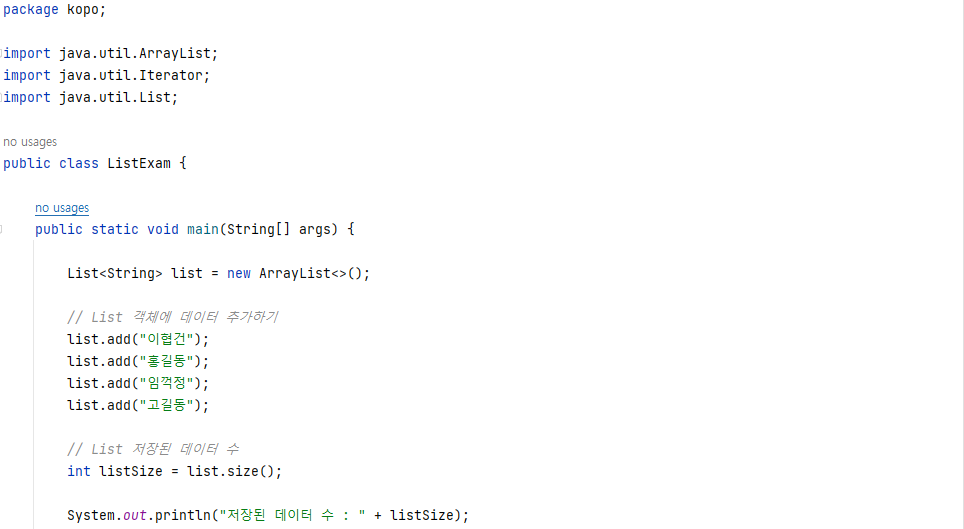 package kopo;
import java.util.ArrayList;
import java.util.Iterator;
import java.util.List;
no usages
public class ListExam {
no usages
public static void main(String[] args) {
List<String> list = new ArrayList<>();
// List 객체에 데이터 추가하기
list.add("이협건");
list.add("홍길동");
list.add("임꺽정");
list.add("고길동");
// List 저장된 데이터 수
int listSize = list.size();
System.out.println("저장된 데이터 수 : " + listSize);